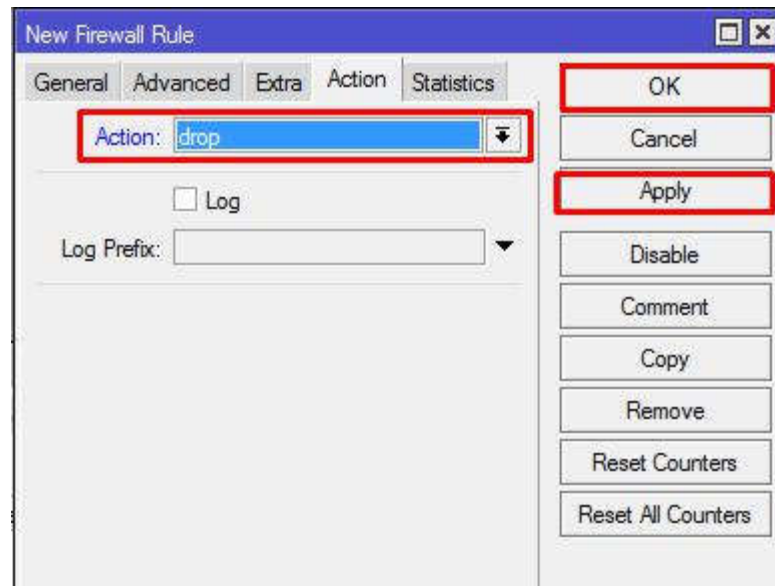 New Firewall Rule
General Advanced Extra Action Statistics
Action: drop
Log
Log Prefix:
OK
Cancel
Apply
Disable
Comment
Copy
Remove
Reset Counters
Reset All Counters